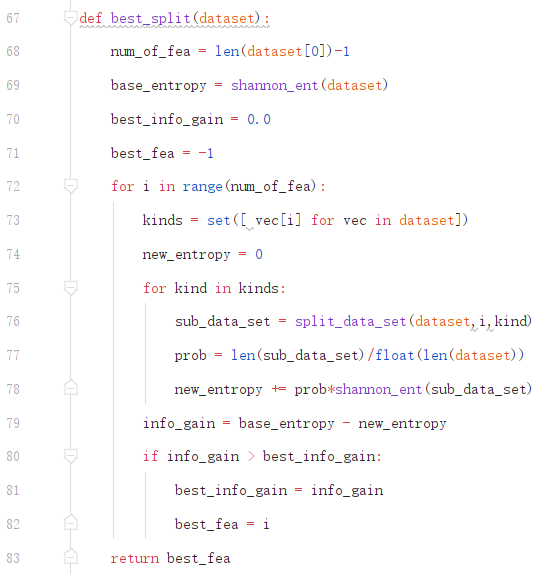 67 def best_split(dataset):
68     num_of_fea = len(dataset[0])-1
69     base_entropy = shannon_ent(dataset)
70     best_info_gain = 0.0
71     best_fea = -1
72     for i in range(num_of_fea):
73         kinds = set([ vec[i] for vec in dataset])
74         new_entropy = 0
75         for kind in kinds:
76             sub_data_set = split_data_set(dataset,i,kind)
77             prob = len(sub_data_set)/float(len(dataset))
78             new_entropy += prob*shannon_ent(sub_data_set)
79         info_gain = base_entropy - new_entropy
80         if info_gain > best_info_gain:
81             best_info_gain = info_gain
82             best_fea = i
83     return best_fea